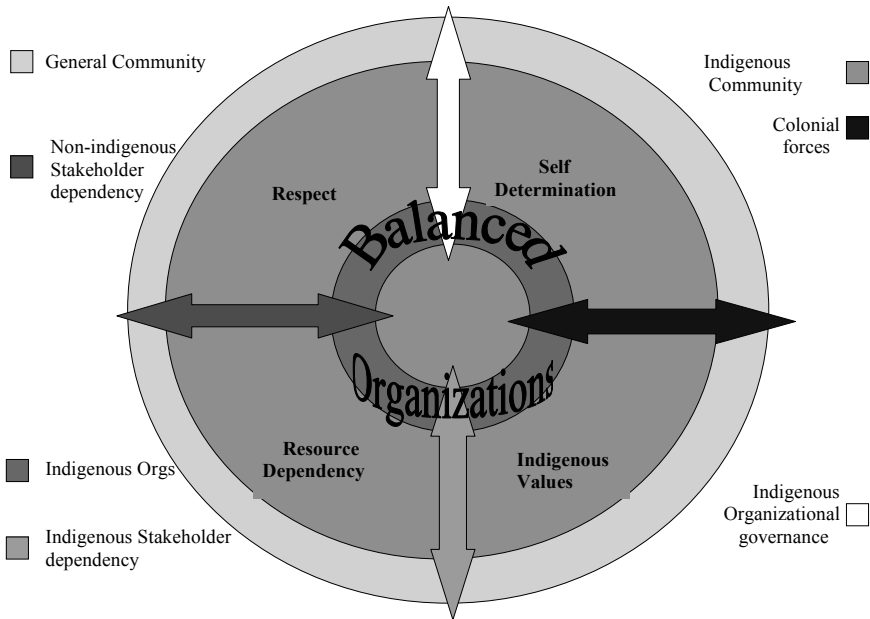 General Community
Non-indigenous
Stakeholder
dependency
Indigenous
Community
Colonial
forces
Respect
Self
Determination
Balanced
Organizations
Resource
Dependency
Indigenous
Values
Indigenous Orgs
Indigenous Stakeholder
dependency
Indigenous
Organizational
governance